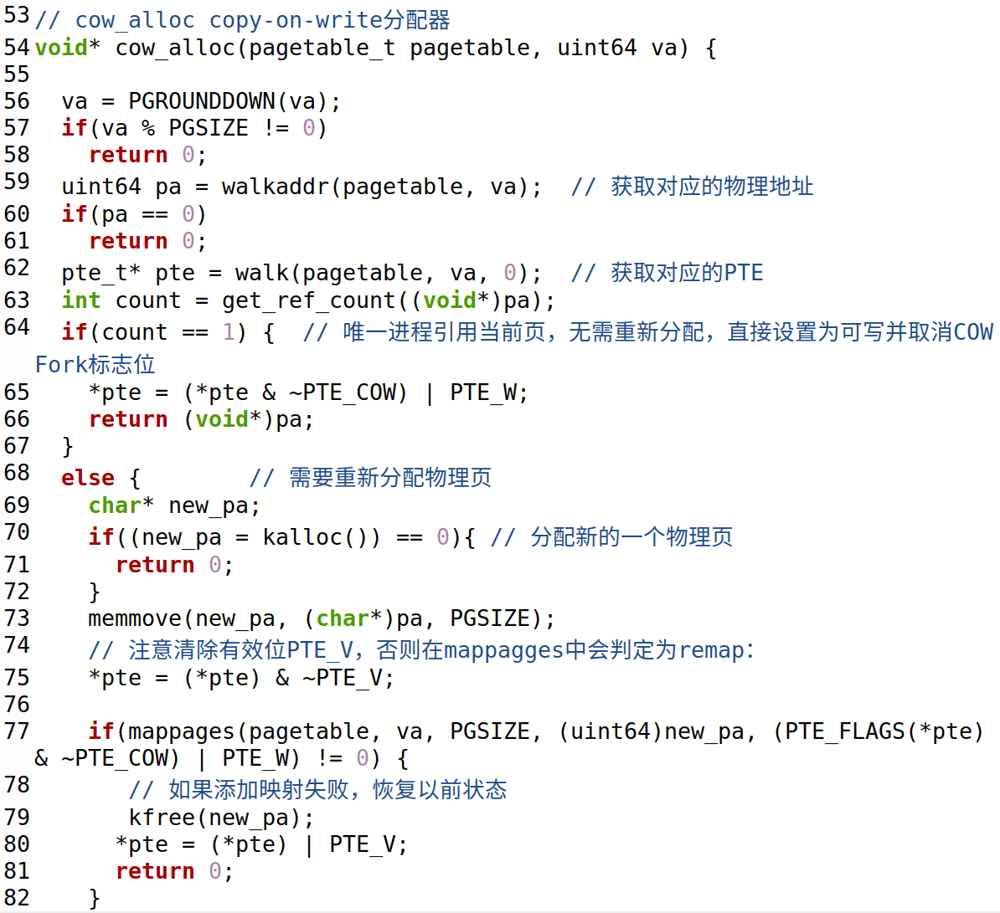 53 // cow_alloc copy-on-write分配器
54 void* cow_alloc(pagetable_t pagetable, uint64 va) {
55
56   va = PGROUNDDOWN(va);
57   if(va % PGSIZE != 0)
58     return 0;
59   uint64 pa = walkaddr(pagetable, va);  // 获取对应的物理地址
60   if(pa == 0)
61     return 0;
62   pte_t* pte = walk(pagetable, va, 0);  // 获取对应的PTE
63   int count = get_ref_count((void*)pa);
64   if(count == 1) {  // 唯一进程引用当前页，无需重新分配，直接设置为可写并取消COW
Fork标志位
65     *pte = (*pte & ~PTE_COW) | PTE_W;
66     return (void*)pa;
67   }
68   else {        // 需要重新分配物理页
69     char* new_pa;
70     if((new_pa = kalloc()) == 0){ // 分配新的一个物理页
71       return 0;
72     }
73     memmove(new_pa, (char*)pa, PGSIZE);
74     // 注意清除有效位PTE_V，否则在mappagges中会判定为remap：
75     *pte = (*pte) & ~PTE_V;
76
77     if(mappages(pagetable, va, PGSIZE, (uint64)new_pa, (PTE_FLAGS(*pte)
& ~PTE_COW) | PTE_W) != 0) {
78        // 如果添加映射失败，恢复以前状态
79        kfree(new_pa);
80       *pte = (*pte) | PTE_V;
81       return 0;
82     }